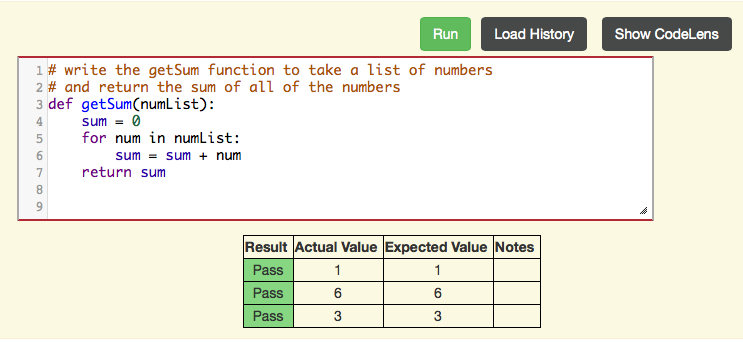 Run Load History Show CodeLens
1 # write the getSum function to take a list of numbers
2 # and return the sum of all of the numbers
3 def getSum(numList):
4     sum = 0
5     for num in numList:
6         sum = sum + num
7     return sum
8
9
Result Actual Value Expected Value Notes
Pass 1 1
Pass 6 6
Pass 3 3